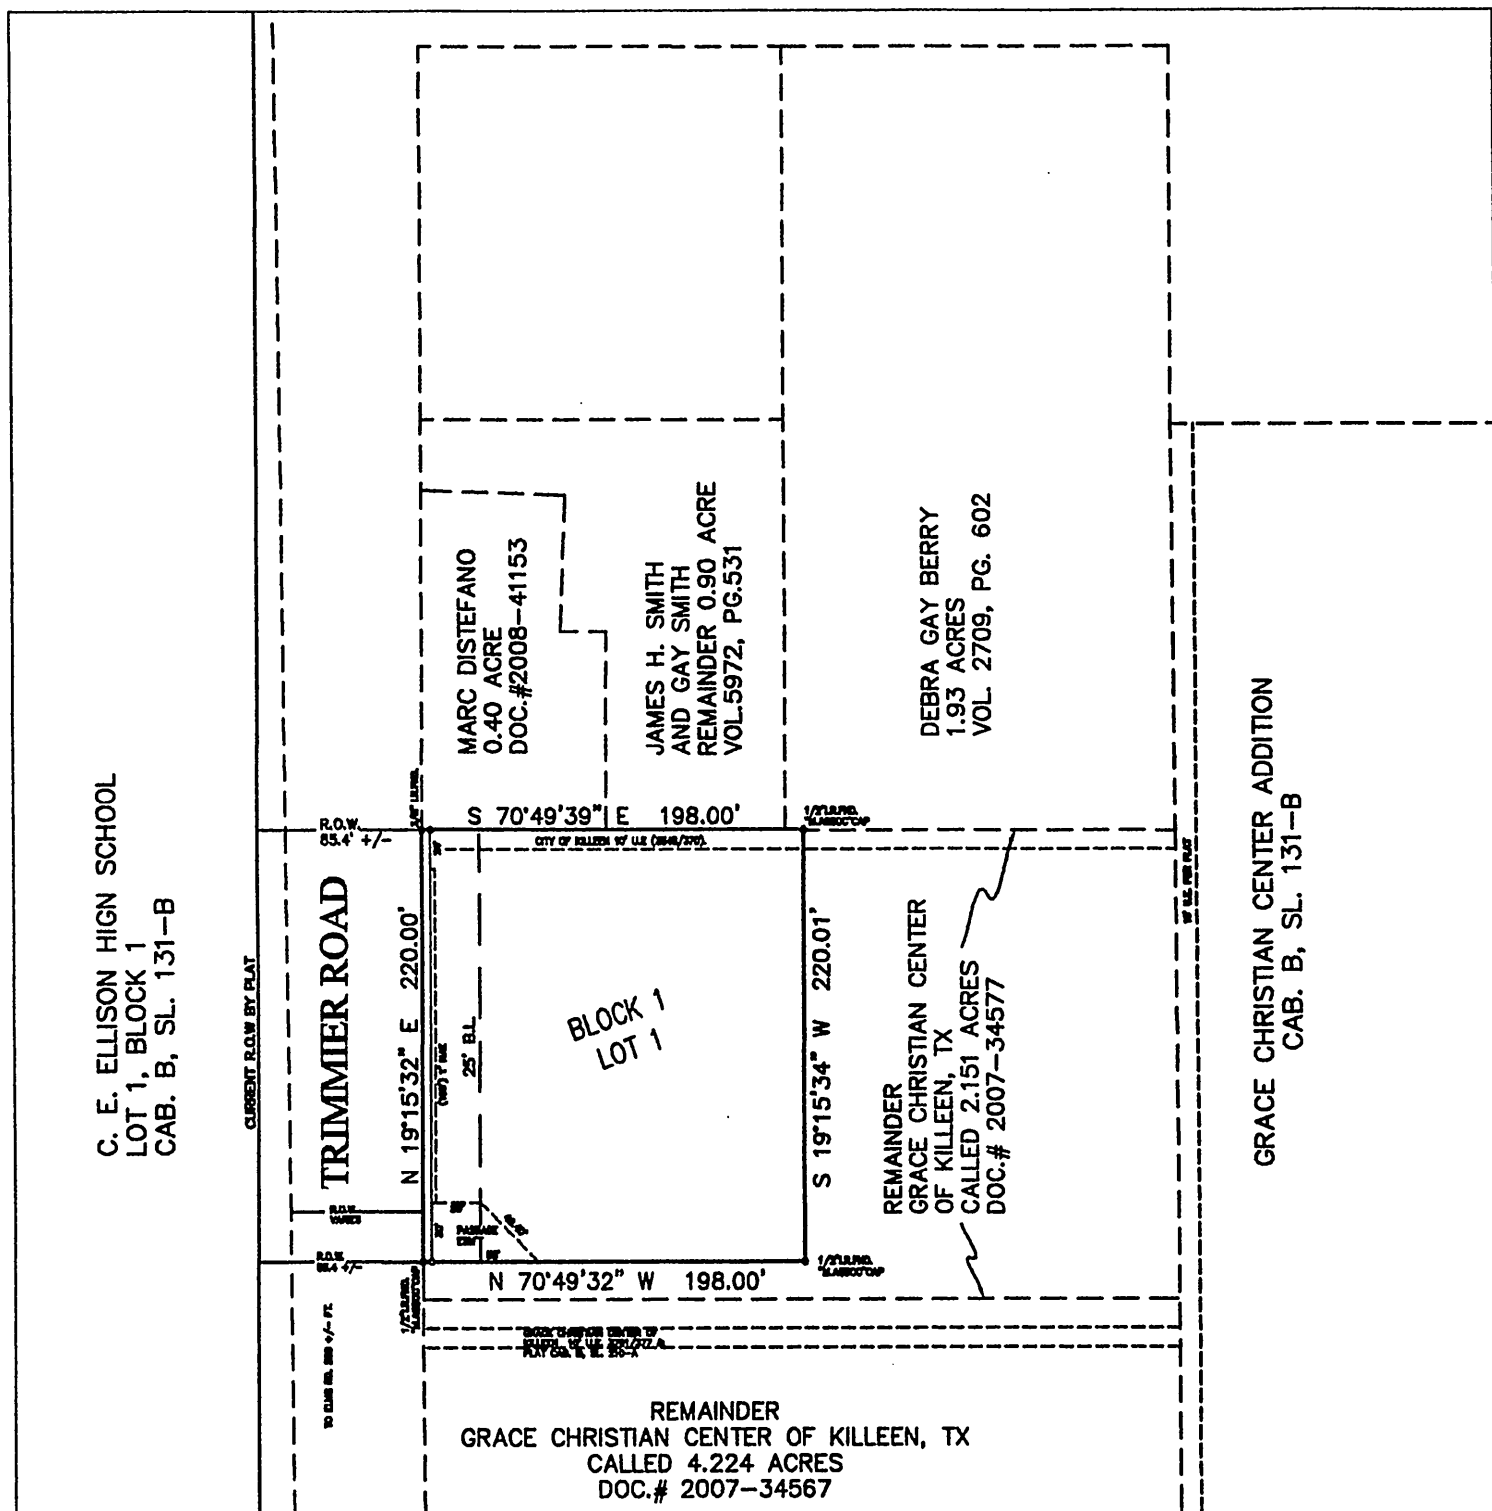 C. E. ELLISON HIGN SCHOOL
LOT 1, BLOCK 1
CAB. B, SL. 131-B
CURRENT R.O.W BY PLAT
R.O.W.
85.4' +/-
TRIMMIER ROAD
R.O.W.
VARIES
R.O.W.
+/-
N 19°15'32" E 220.00'
MARC DISTEFANO
0.40 ACRE
DOC.#2008-41153
JAMES H. SMITH
AND GAY SMITH
REMAINDER 0.90 ACRE
VOL.5972, PG.531
DEBRA GAY BERRY
1.93 ACRES
VOL. 2709, PG. 602
S 70°49'39" E 198.00'
CITY OF KILLEEN
25' B.L.
BLOCK 1
LOT 1
S 19°15'34" W 220.01'
PASSAGE
N 70°49'32" W 198.00'
REMAINDER
GRACE CHRISTIAN CENTER
OF KILLEEN, TX
CALLED 2.151 ACRES
DOC.# 2007-34577
GRACE CHRISTIAN CENTER ADDITION
CAB. B, SL. 131-B
REMAINDER
GRACE CHRISTIAN CENTER OF KILLEEN, TX
CALLED 4.224 ACRES
DOC.# 2007-34567